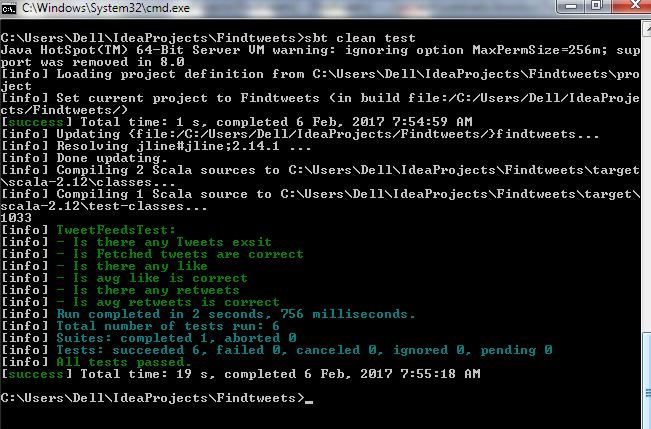 C:\Windows\System32\cmd.exe
C:\Users\Dell\IdeaProjects\Findtweets>sbt clean test
Java HotSpot(TM) 64-Bit Server VM warning: ignoring option MaxPermSize=256m; sup
port was removed in 8.0
[info] Loading project definition from C:\Users\Dell\IdeaProjects\Findtweets\pro
ject
[info] Set current project to Findtweets (in build file:/C:/Users/Dell/IdeaProje
cts/Findtweets/)
[success] Total time: 1 s, completed 6 Feb, 2017 7:54:59 AM
[info] Updating {file:/C:/Users/Dell/IdeaProjects/Findtweets/}findtweets...
[info] Resolving jline#jline;2.14.1 ...
[info] Done updating.
[info] Compiling 2 Scala sources to C:\Users\Dell\IdeaProjects\Findtweets\target
\scala-2.12\classes...
[info] Compiling 1 Scala source to C:\Users\Dell\IdeaProjects\Findtweets\target\
scala-2.12\test-classes...
1033
[info] TweetFeedsTest:
[info] - Is there any Tweets exsit
[info] - Is Fetched tweets are correct
[info] - Is there any like
[info] - Is avg like is correct
[info] - Is there any retweets
[info] - Is avg retweets is correct
[info] Run completed in 2 seconds, 756 milliseconds.
[info] Total number of tests run: 6
[info] Suites: completed 1, aborted 0
[info] Tests: succeeded 6, failed 0, canceled 0, ignored 0, pending 0
[info] All tests passed.
[success] Total time: 19 s, completed 6 Feb, 2017 7:55:18 AM
C:\Users\Dell\IdeaProjects\Findtweets>_